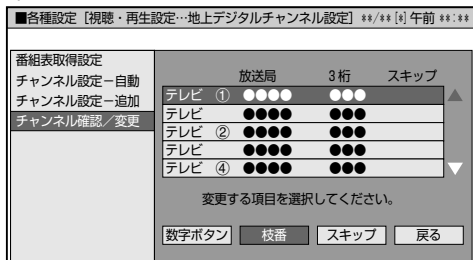 ■各種設定［視聴・再生設定…地上デジタルチャンネル設定］ **/**[*]午前 **:**
番組表取得設定
チャンネル設定－自動
チャンネル設定－追加
チャンネル確認／変更
放送局 3桁 スキップ
テレビ ① ●●●● ●●●
テレビ ●●●● ●●●
テレビ ② ●●●● ●●●
テレビ ●●●● ●●●
テレビ ④ ●●●● ●●●
変更する項目を選択してください。
数字ボタン 枝番 スキップ 戻る